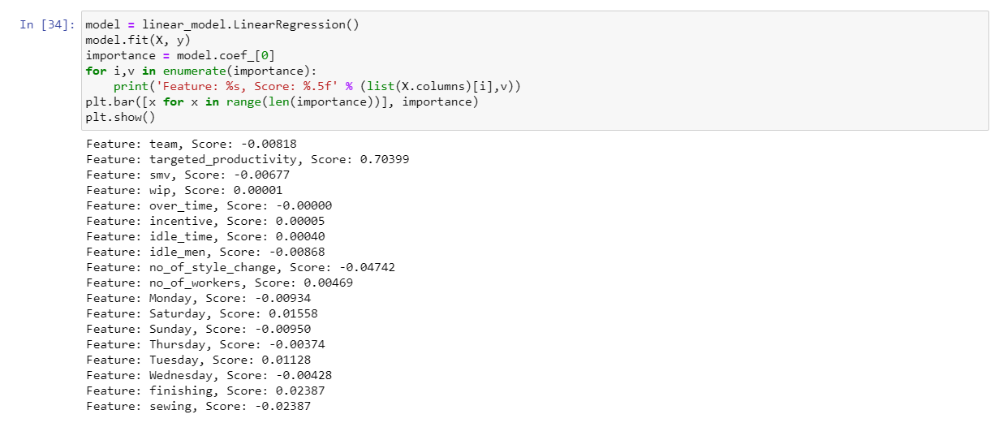 In [34]: model = linear_model.LinearRegression()
model.fit(X, y)
importance = model.coef_[0]
for i,v in enumerate(importance):
    print('Feature: %s, Score: %.5f' % (list(X.columns)[i],v))
plt.bar([x for x in range(len(importance))], importance)
plt.show()
Feature: team, Score: -0.00818
Feature: targeted_productivity, Score: 0.70399
Feature: smv, Score: -0.00677
Feature: wip, Score: 0.00001
Feature: over_time, Score: -0.00000
Feature: incentive, Score: 0.00005
Feature: idle_time, Score: 0.00040
Feature: idle_men, Score: -0.00868
Feature: no_of_style_change, Score: -0.04742
Feature: no_of_workers, Score: 0.00469
Feature: Monday, Score: -0.00934
Feature: Saturday, Score: 0.01558
Feature: Sunday, Score: -0.00950
Feature: Thursday, Score: -0.00374
Feature: Tuesday, Score: 0.01128
Feature: Wednesday, Score: -0.00428
Feature: finishing, Score: 0.02387
Feature: sewing, Score: -0.02387